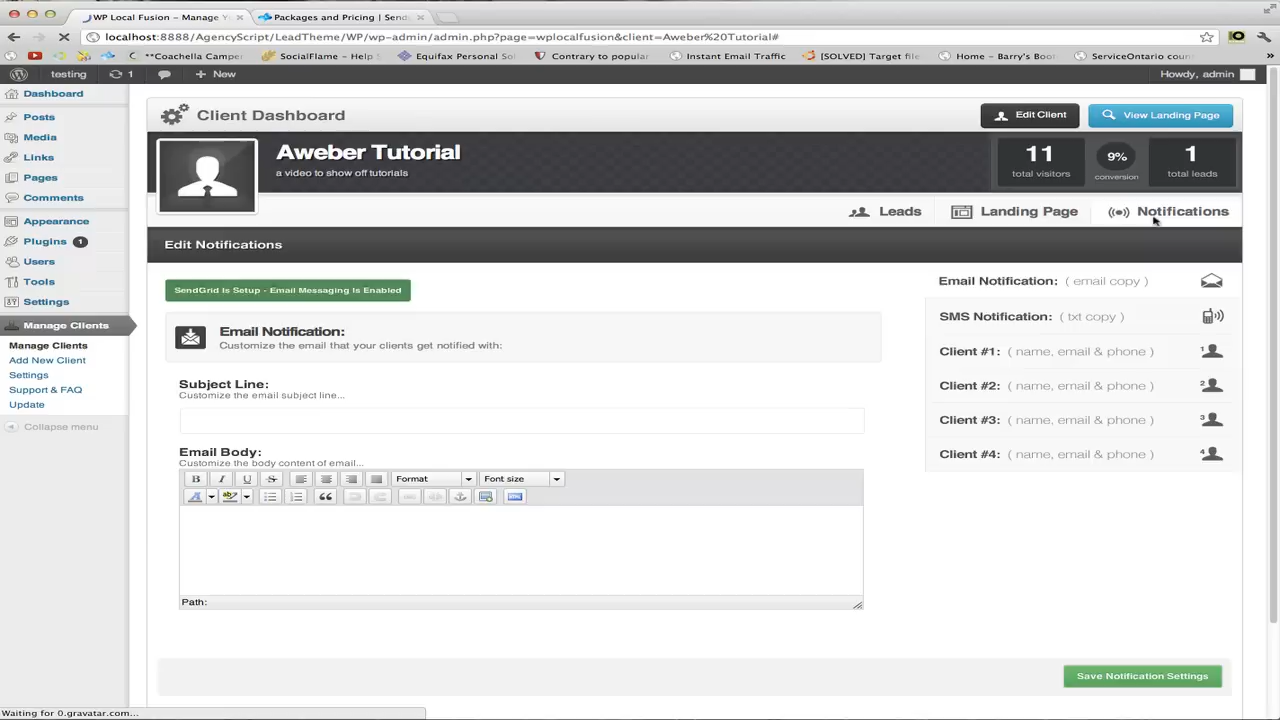 WP Local Fusion – Manage Y
Packages and Pricing | Send
localhost:8888/AgencyScript/LeadTheme/WP/wp-admin/admin.php?page=wplocalfusion&client=Aweber%20Tutorial#
**Coachella Camper
SocialFlame - Help
Equifax Personal So
Contrary to popular
Instant Email Traffic
[SOLVED] Target file
Home – Barry's Boo
ServiceOntario coun
testing
1
New
Howdy, admin
Dashboard
Posts
Media
Links
Pages
Comments
Appearance
Plugins 1
Users
Tools
Settings
Manage Clients
Manage Clients
Add New Client
Settings
Support & FAQ
Update
Collapse menu
Client Dashboard
Edit Client
View Landing Page
Aweber Tutorial
a video to show off tutorials
11
total visitors
9%
conversion
1
total leads
Leads
Landing Page
Notifications
Edit Notifications
SendGrid Is Setup - Email Messaging Is Enabled
Email Notification:
Customize the email that your clients get notified with:
Subject Line:
Customize the email subject line...
Email Body:
Customize the body content of email...
B I U S
Format
Font size
HTML
Path:
Email Notification: ( email copy )
SMS Notification: ( txt copy )
Client #1: ( name, email & phone ) 1
Client #2: ( name, email & phone ) 2
Client #3: ( name, email & phone ) 3
Client #4: ( name, email & phone ) 4
Save Notification Settings
Waiting for 0.gravatar.com...